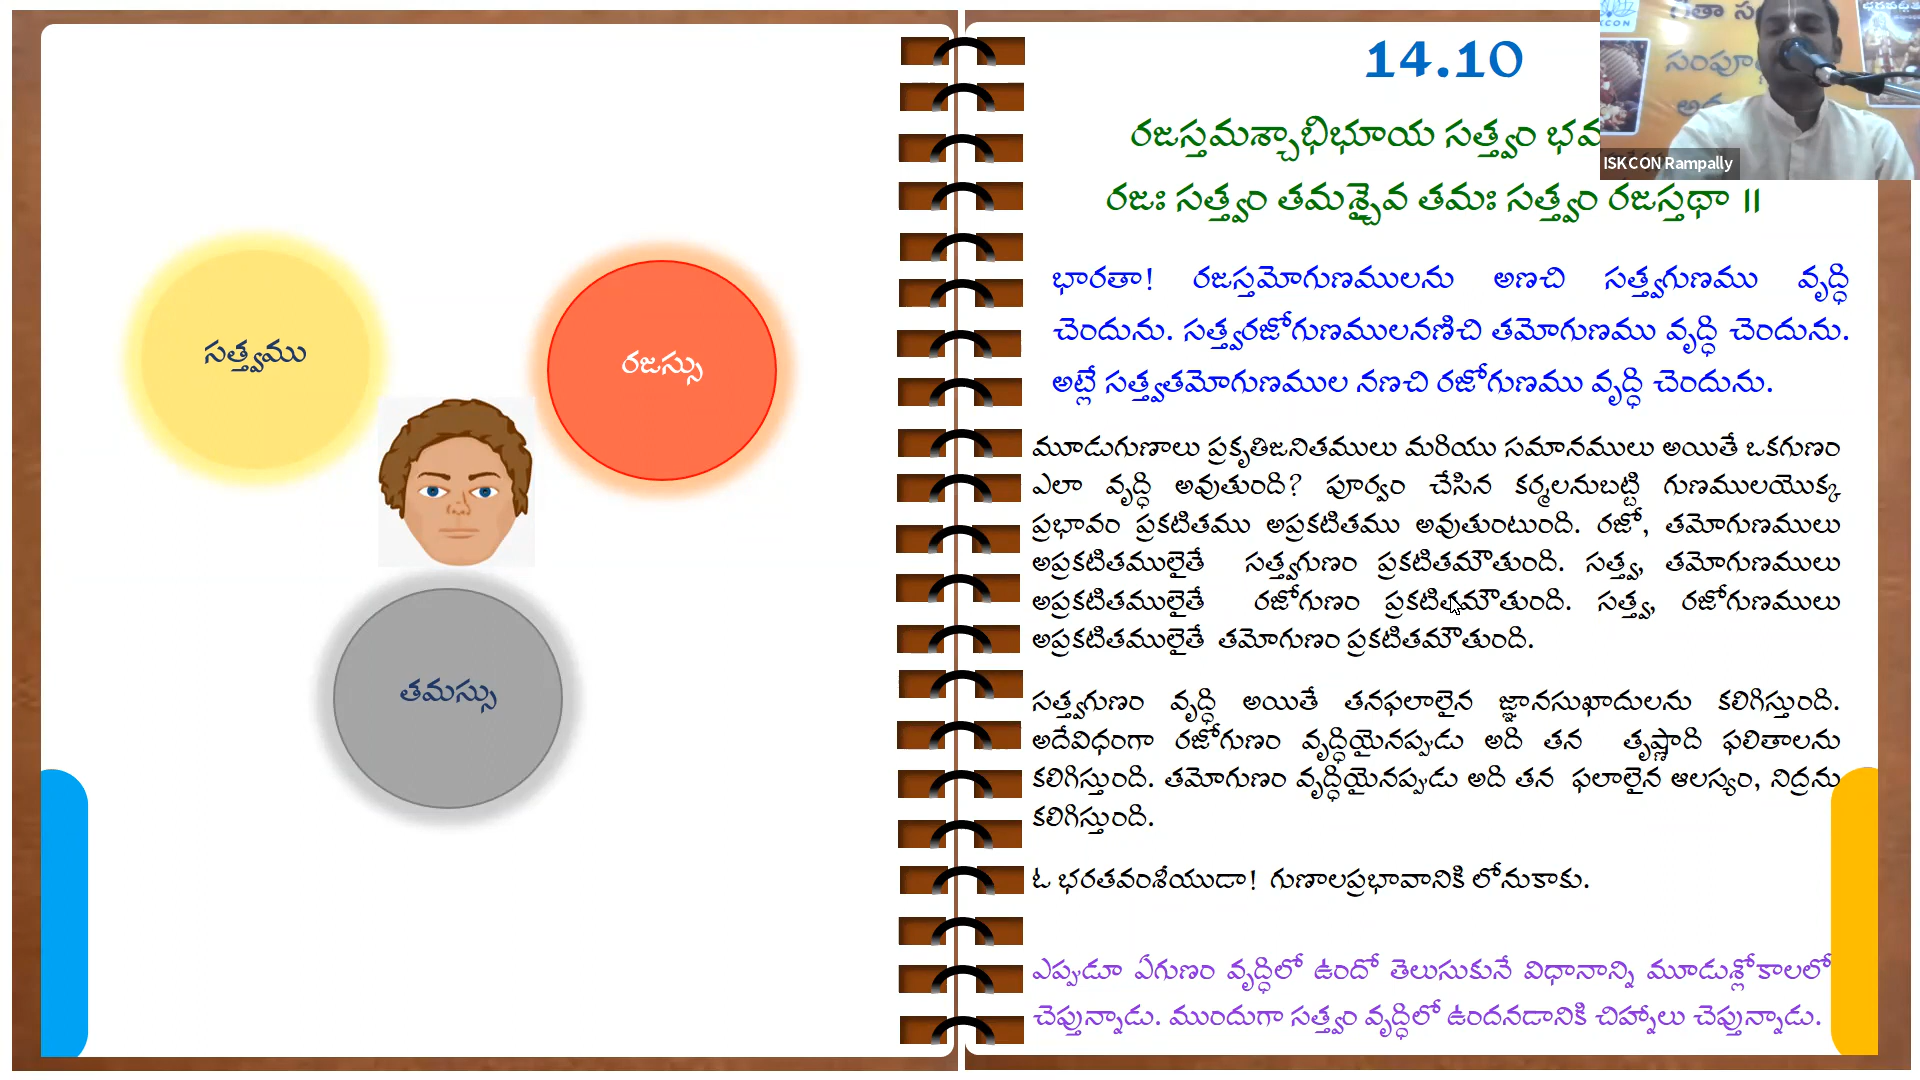 సత్త్వము
రజస్సు
తమస్సు
14.10
రజస్తమశ్చాభిభూయ సత్త్వం
రజః సత్త్వం తమశ్చైవ తమః సత్త్వం రజస్తథా ॥
భారతా! రజస్తమోగుణములను అణచి సత్త్వగుణము వృద్ధి
చెందును. సత్త్వరజోగుణములనణిచి తమోగుణము వృద్ధి చెందును.
అట్లే సత్త్వతమోగుణముల నణచి రజోగుణము వృద్ధి చెందును.
మూడుగుణాలు ప్రకృతిజనితములు మరియు సమానములు అయితే ఒకగుణం
ఎలా వృద్ధి అవుతుంది? పూర్వం చేసిన కర్మలనుబట్టి గుణములయొక్క
ప్రభావం ప్రకటితము అప్రకటితము అవుతుంటుంది. రజో, తమోగుణములు
అప్రకటితములైతే సత్త్వగుణం ప్రకటితమౌతుంది. సత్త్వ, తమోగుణములు
అప్రకటితములైతే రజోగుణం ప్రకటితమౌతుంది. సత్త్వ, రజోగుణములు
అప్రకటితములైతే తమోగుణం ప్రకటితమౌతుంది.
సత్త్వగుణం వృద్ధి అయితే తనఫలాలైన జ్ఞానసుఖాదులను కలిగిస్తుంది.
అదేవిధంగా రజోగుణం వృద్ధియైనప్పుడు అది తన తృష్ణాది ఫలితాలను
కలిగిస్తుంది. తమోగుణం వృద్ధియైనప్పుడు అది తన ఫలాలైన ఆలస్యం, నిద్రను
కలిగిస్తుంది.
ఓ భరతవంశీయుడా! గుణాలప్రభావానికి లోనుకాకు.
ఎప్పుడూ ఏగుణం వృద్ధిలో ఉందో తెలుసుకునే విధానాన్ని మూడుశ్లోకాలలో
చెప్తున్నాడు. ముందుగా సత్త్వం వృద్ధిలో ఉందనడానికి చిహ్నాలు చెప్తున్నాడు.
ISKCON Rampally